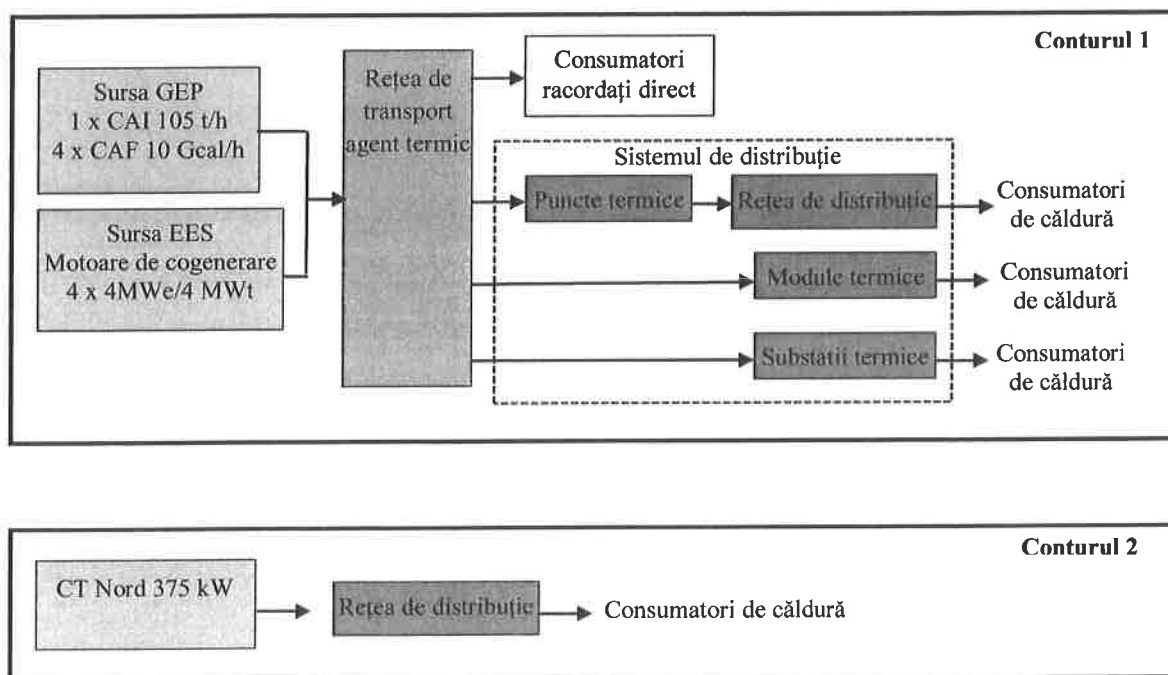 Conturul 1
Sursa GEP
1 x CAI 105 t/h
4 x CAF 10 Gcal/h
Sursa EES
Motoare de cogenerare
4 x 4MWe/4 MWt
Rețea de
transport
agent termic
Consumatori
racordați direct
Sistemul de distribuție
Puncte termice
Rețea de distribuție
Consumatori
de căldură
Module termice
Consumatori
de căldură
Substatii termice
Consumatori
de căldură
Conturul 2
CT Nord 375 kW
Rețea de distribuție
Consumatori de căldură